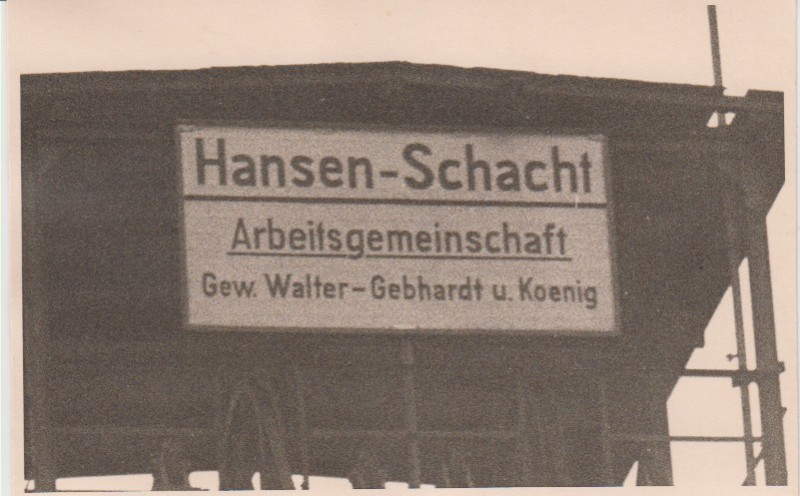 Hansen-Schacht
Arbeitsgemeinschaft
Gew. Walter-Gebhardt u. Koenig